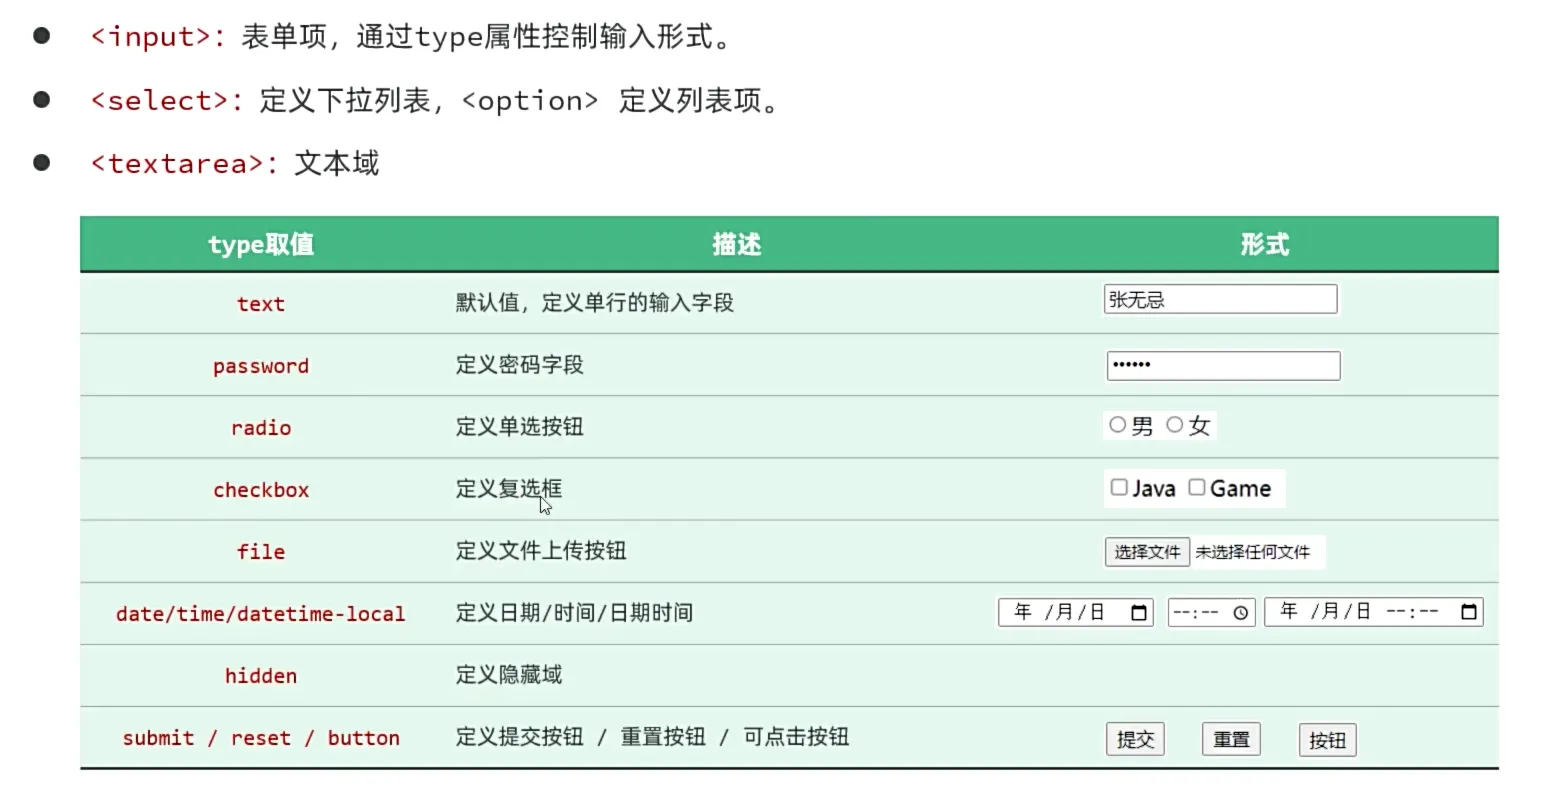 <input>: 表单项，通过type属性控制输入形式。
<select>: 定义下拉列表，<option> 定义列表项。
<textarea>: 文本域
type取值 描述 形式
text 默认值，定义单行的输入字段 张无忌
password 定义密码字段 ••••••
radio 定义单选按钮 男 女
checkbox 定义复选框 Java Game
file 定义文件上传按钮 选择文件 未选择任何文件
date/time/datetime-local 定义日期/时间/日期时间 年 /月/日 --:-- 年 /月/日 --:--
hidden 定义隐藏域
submit / reset / button 定义提交按钮 / 重置按钮 / 可点击按钮 提交 重置 按钮